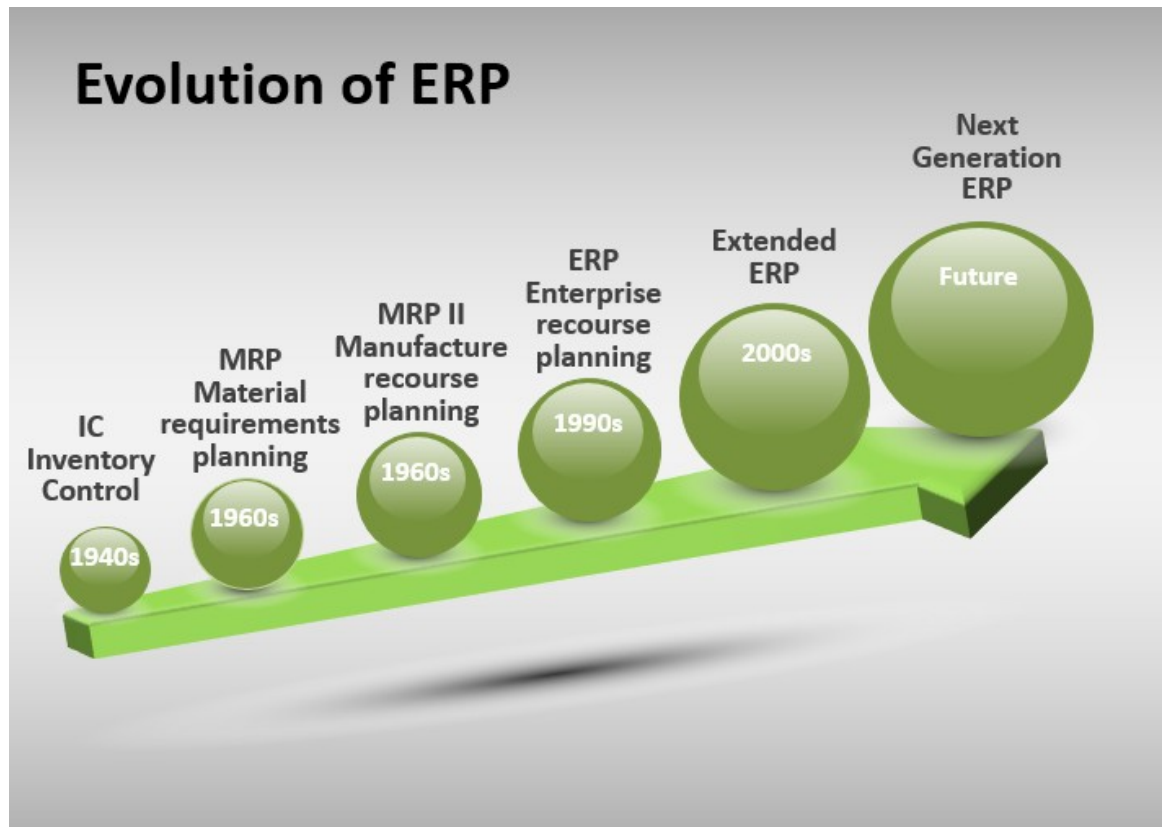 Evolution of ERP
IC
Inventory
Control
1940s
MRP
Material
requirements
planning
1960s
MRP II
Manufacture
recourse
planning
1960s
ERP
Enterprise
recourse
planning
1990s
Extended
ERP
2000s
Next
Generation
ERP
Future